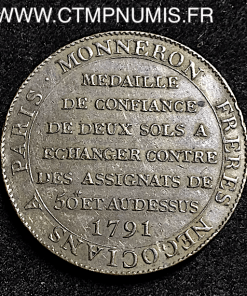 WWW.CTMPNUMIS.FR
MONNERON FRERES NEGOCIANS A PARIS.
MEDAILLE
DE CONFIANCE
DE DEUX SOLS A
ECHANGER CONTRE
DES ASSIGNATS DE
50ᴸ ET AU DESSUS
1791